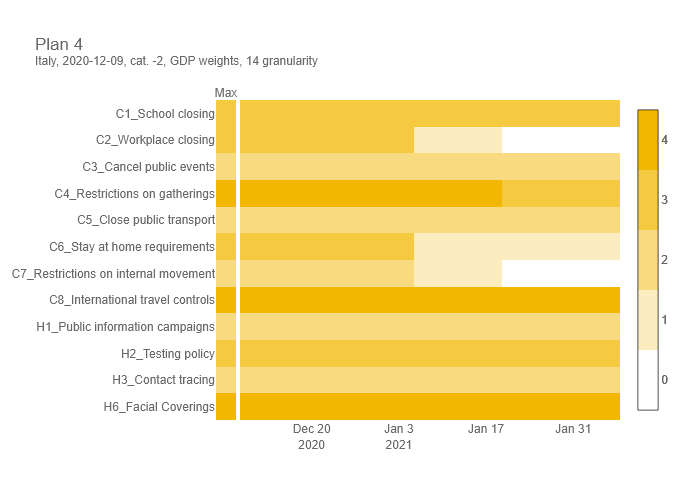 Plan 4
Italy, 2020-12-09, cat. -2, GDP weights, 14 granularity
Max
C1_School closing
C2_Workplace closing
C3_Cancel public events
C4_Restrictions on gatherings
C5_Close public transport
C6_Stay at home requirements
C7_Restrictions on internal movement
C8_International travel controls
H1_Public information campaigns
H2_Testing policy
H3_Contact tracing
H6_Facial Coverings
Dec 20 Jan 3 Jan 17 Jan 31
2020 2021
4
3
2
1
0